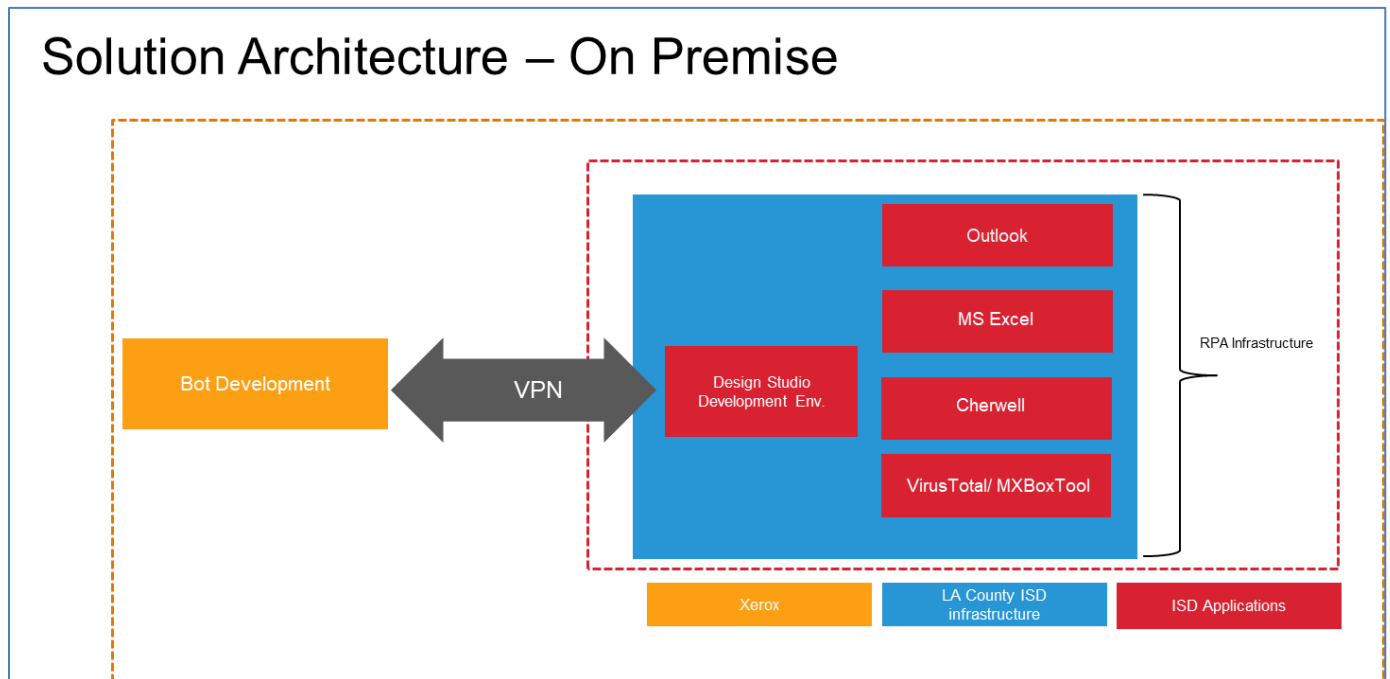 Solution Architecture – On Premise
Outlook
MS Excel
RPA Infrastructure
Bot Development
VPN
Design Studio
Development Env.
Cherwell
VirusTotal/ MXBoxTool
Xerox
LA County ISD
infrastructure
ISD Applications